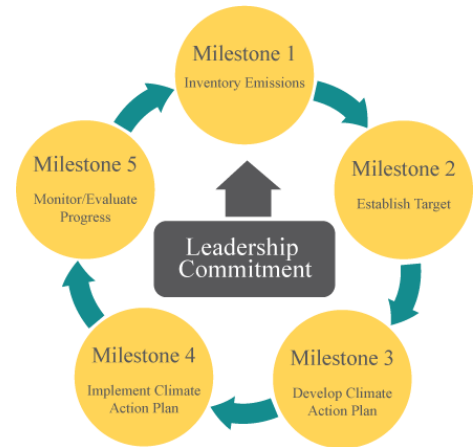 Milestone 1
Inventory Emissions
Milestone 2
Establish Target
Milestone 3
Develop Climate
Action Plan
Milestone 4
Implement Climate
Action Plan
Milestone 5
Monitor/Evaluate
Progress
Leadership
Commitment